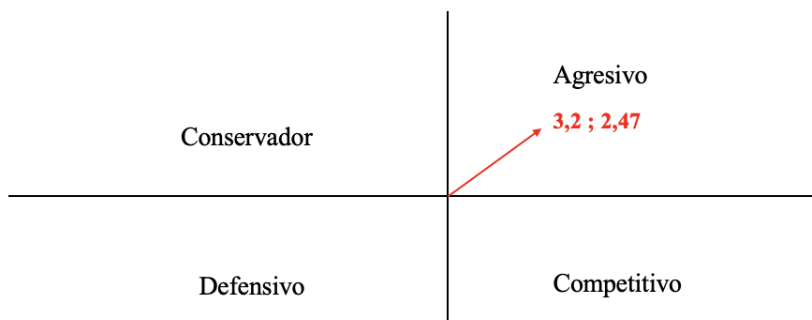 Agresivo
3,2 ; 2,47
Conservador
Defensivo
Competitivo